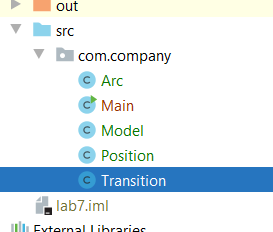 out
src
com.company
Arc
Main
Model
Position
Transition
lab7.iml
External Libraries